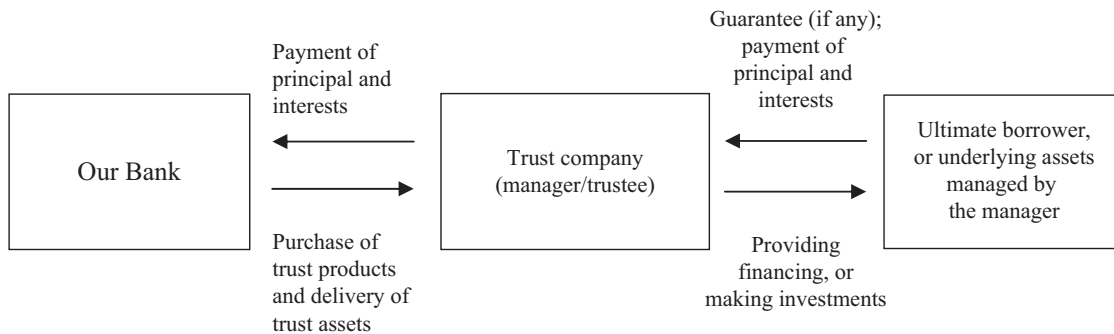 Payment of
principal and
interests
Guarantee (if any);
payment of
principal and
interests
Our Bank
Trust company
(manager/trustee)
Ultimate borrower,
or underlying assets
managed by
the manager
Purchase of
trust products
and delivery of
trust assets
Providing
financing, or
making investments